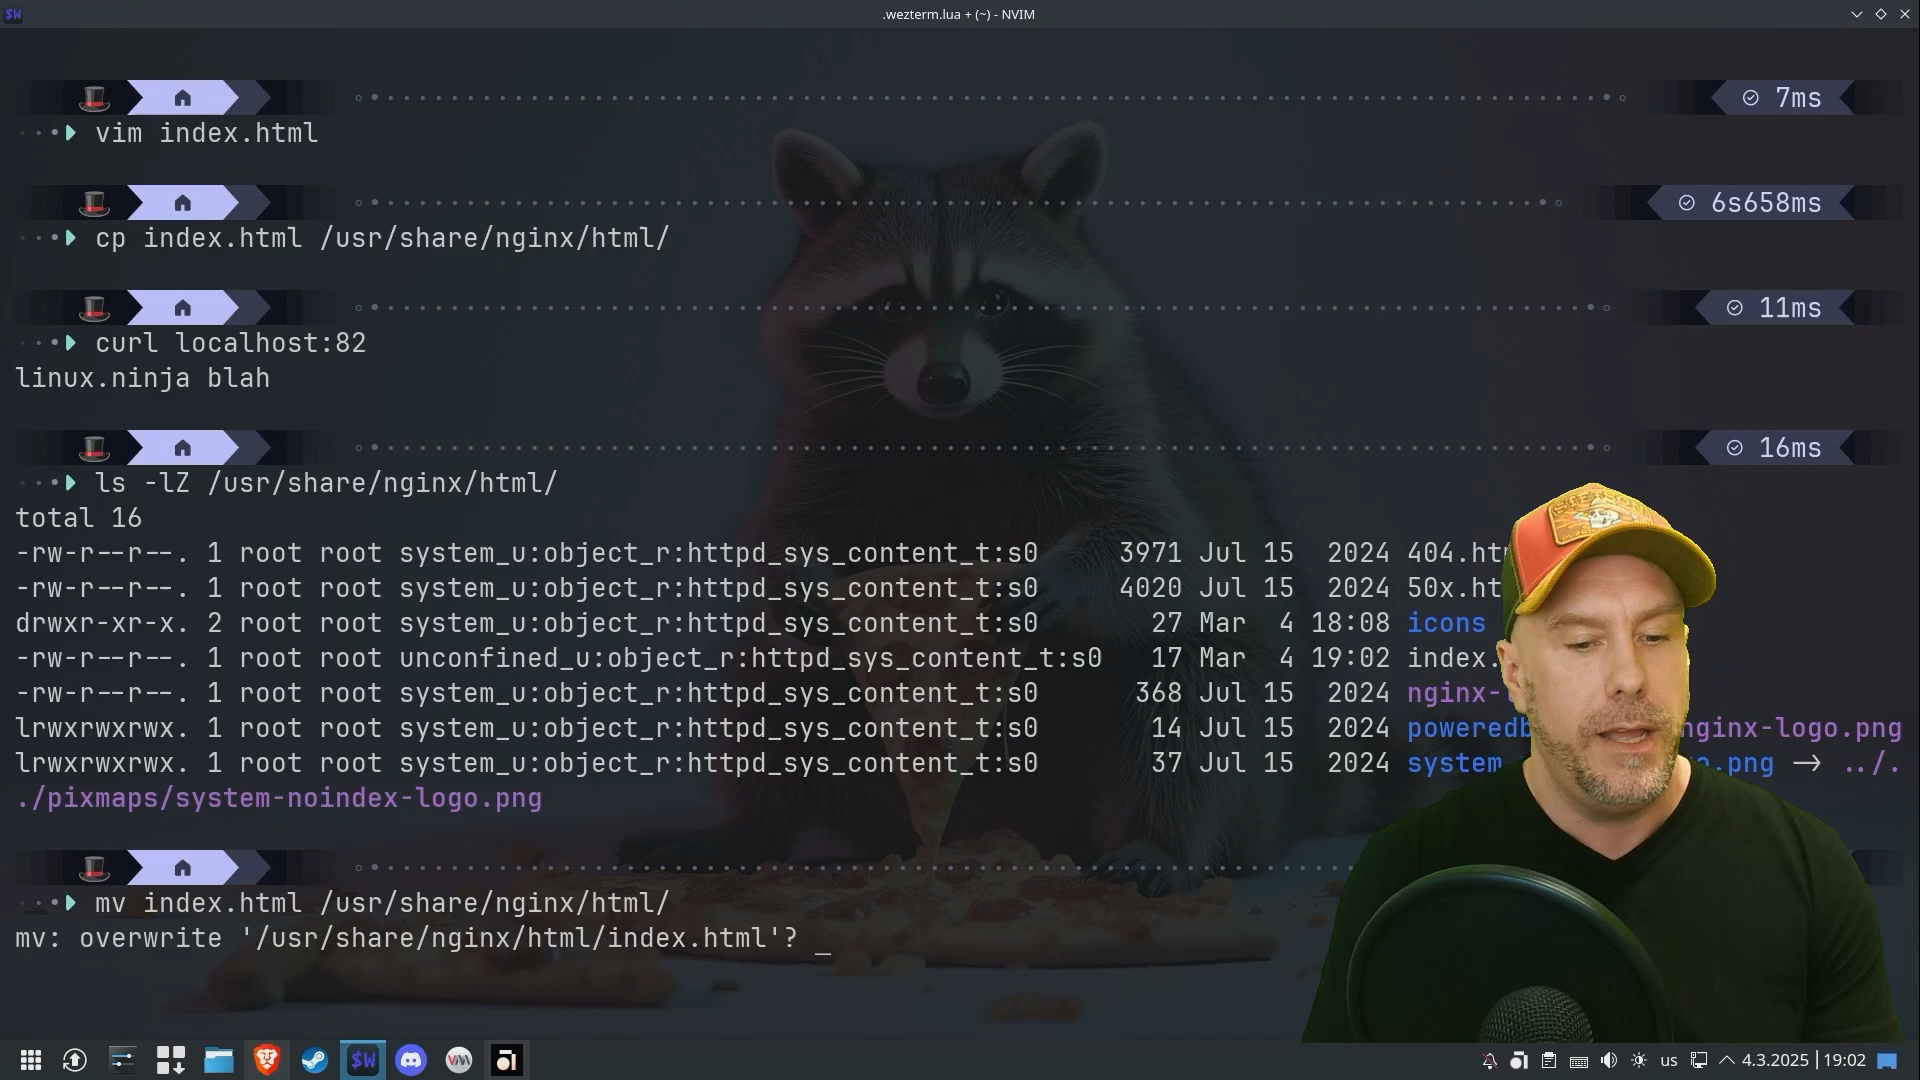 .wezterm.lua + (~) - NVIM
7ms
vim index.html
6s658ms
cp index.html /usr/share/nginx/html/
11ms
curl localhost:82
linux.ninja blah
16ms
ls -lZ /usr/share/nginx/html/
total 16
-rw-r--r--. 1 root root system_u:object_r:httpd_sys_content_t:s0 3971 Jul 15 2024 404.ht
-rw-r--r--. 1 root root system_u:object_r:httpd_sys_content_t:s0 4020 Jul 15 2024 50x.ht
drwxr-xr-x. 2 root root system_u:object_r:httpd_sys_content_t:s0 27 Mar 4 18:08 icons
-rw-r--r--. 1 root root unconfined_u:object_r:httpd_sys_content_t:s0 17 Mar 4 19:02 index.
-rw-r--r--. 1 root root system_u:object_r:httpd_sys_content_t:s0 368 Jul 15 2024 nginx-
lrwxrwxrwx. 1 root root system_u:object_r:httpd_sys_content_t:s0 14 Jul 15 2024 poweredb nginx-logo.png
lrwxrwxrwx. 1 root root system_u:object_r:httpd_sys_content_t:s0 37 Jul 15 2024 system o.png → ../.
./pixmaps/system-noindex-logo.png
mv index.html /usr/share/nginx/html/
mv: overwrite '/usr/share/nginx/html/index.html'? _
$W us 4.3.2025 | 19:02